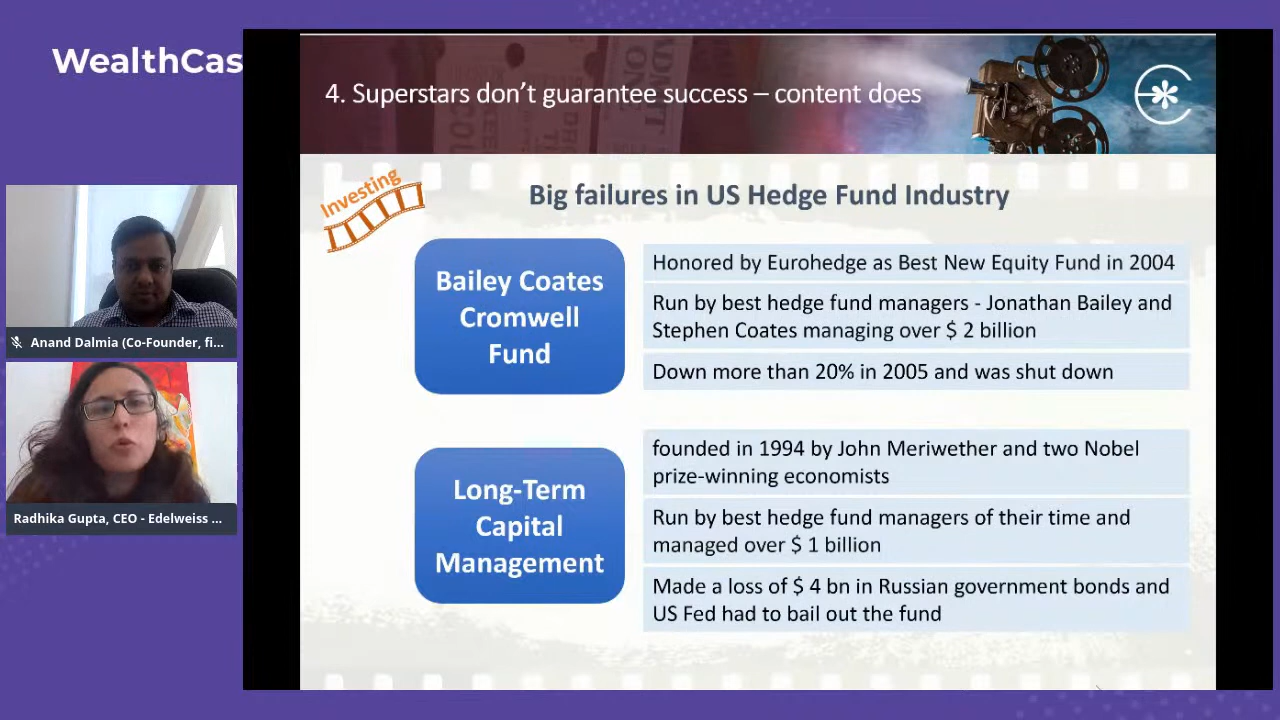 WealthCas
4. Superstars don't guarantee success – content does
Investing
Big failures in US Hedge Fund Industry
Bailey Coates
Cromwell
Fund
Honored by Eurohedge as Best New Equity Fund in 2004
Run by best hedge fund managers - Jonathan Bailey and
Stephen Coates managing over $ 2 billion
Down more than 20% in 2005 and was shut down
Anand Dalmia (Co-Founder, fi...
Radhika Gupta, CEO - Edelweiss ...
Long-Term
Capital
Management
founded in 1994 by John Meriwether and two Nobel
prize-winning economists
Run by best hedge fund managers of their time and
managed over $ 1 billion
Made a loss of $ 4 bn in Russian government bonds and
US Fed had to bail out the fund